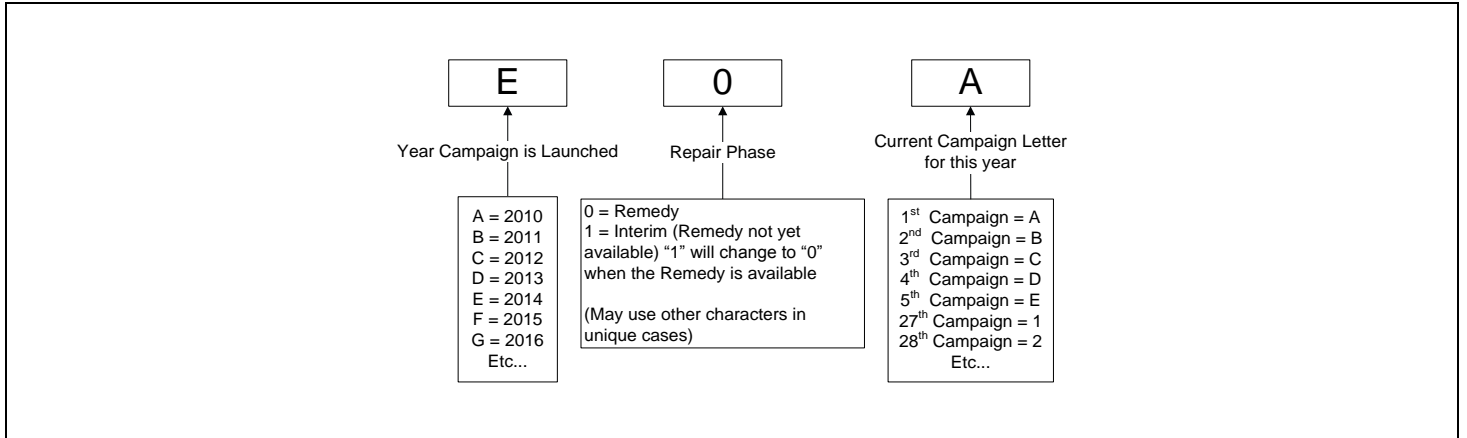 E
0
A
Year Campaign is Launched
Repair Phase
Current Campaign Letter
for this year
A = 2010
B = 2011
C = 2012
D = 2013
E = 2014
F = 2015
G = 2016
Etc...
0 = Remedy
1 = Interim (Remedy not yet
available) “1” will change to “0”
when the Remedy is available
(May use other characters in
unique cases)
1st Campaign = A
2nd Campaign = B
3rd Campaign = C
4th Campaign = D
5th Campaign = E
27th Campaign = 1
28th Campaign = 2
Etc...